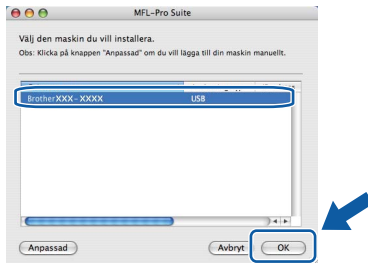 MFL-Pro Suite
Välj den maskin du vill installera.
Obs: Klicka på knappen "Anpassad" om du vill lägga till din maskin manuellt.
BrotherXXX-XXXX USB
Anpassad Avbryt OK